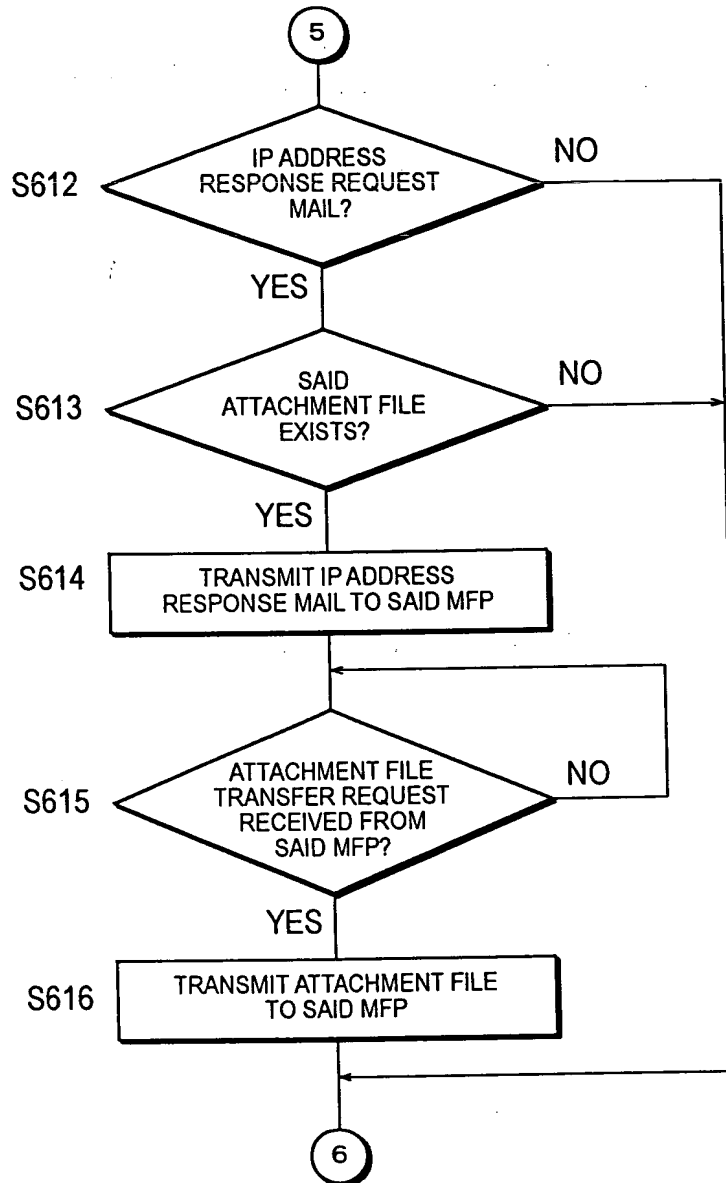 5
IP ADDRESS
RESPONSE REQUEST
MAIL?
NO
S612
YES
SAID
ATTACHMENT FILE
EXISTS?
NO
S613
YES
S614
TRANSMIT IP ADDRESS
RESPONSE MAIL TO SAID MFP
ATTACHMENT FILE
TRANSFER REQUEST
RECEIVED FROM
SAID MFP?
NO
S615
YES
S616
TRANSMIT ATTACHMENT FILE
TO SAID MFP
6